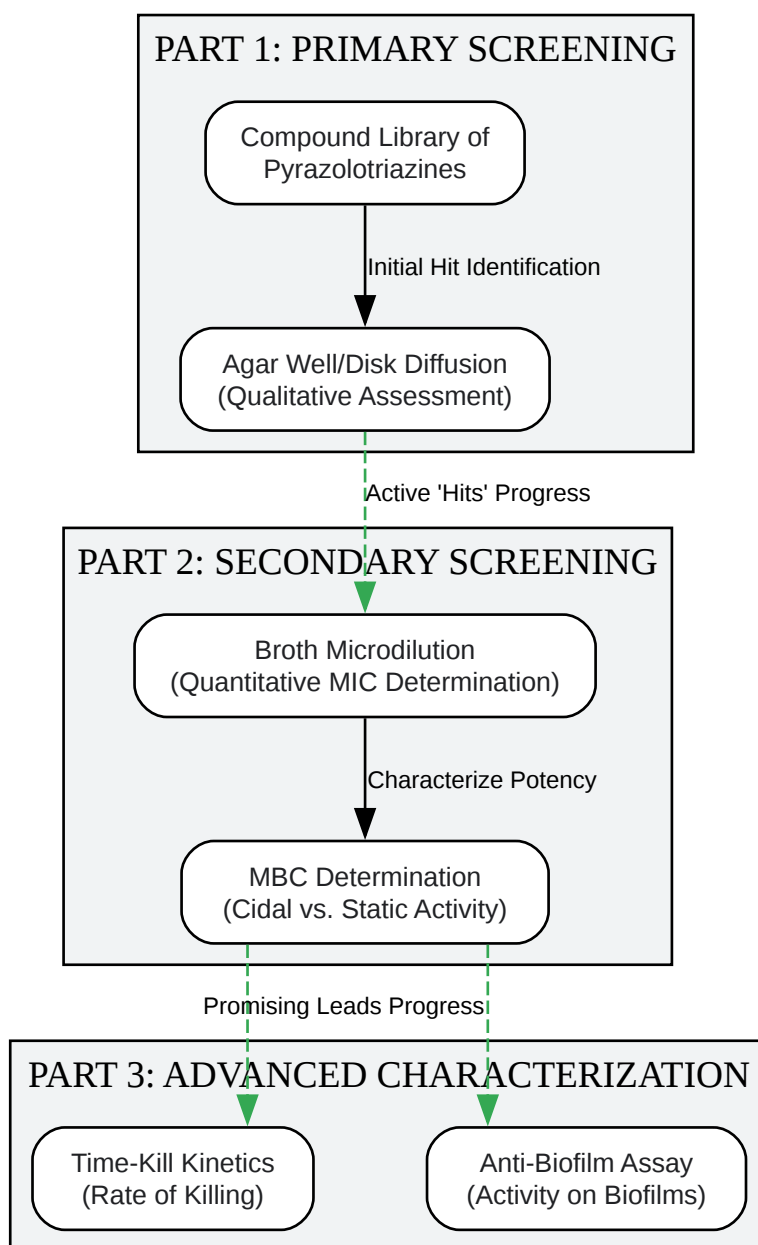 PART 1: PRIMARY SCREENING
Compound Library of
Pyrazolotriazines
Initial Hit Identification
Agar Well/Disk Diffusion
(Qualitative Assessment)
Active 'Hits' Progress
PART 2: SECONDARY SCREENING
Broth Microdilution
(Quantitative MIC Determination)
Characterize Potency
MBC Determination
(Cidal vs. Static Activity)
Promising Leads Progress
PART 3: ADVANCED CHARACTERIZATION
Time-Kill Kinetics
(Rate of Killing)
Anti-Biofilm Assay
(Activity on Biofilms)